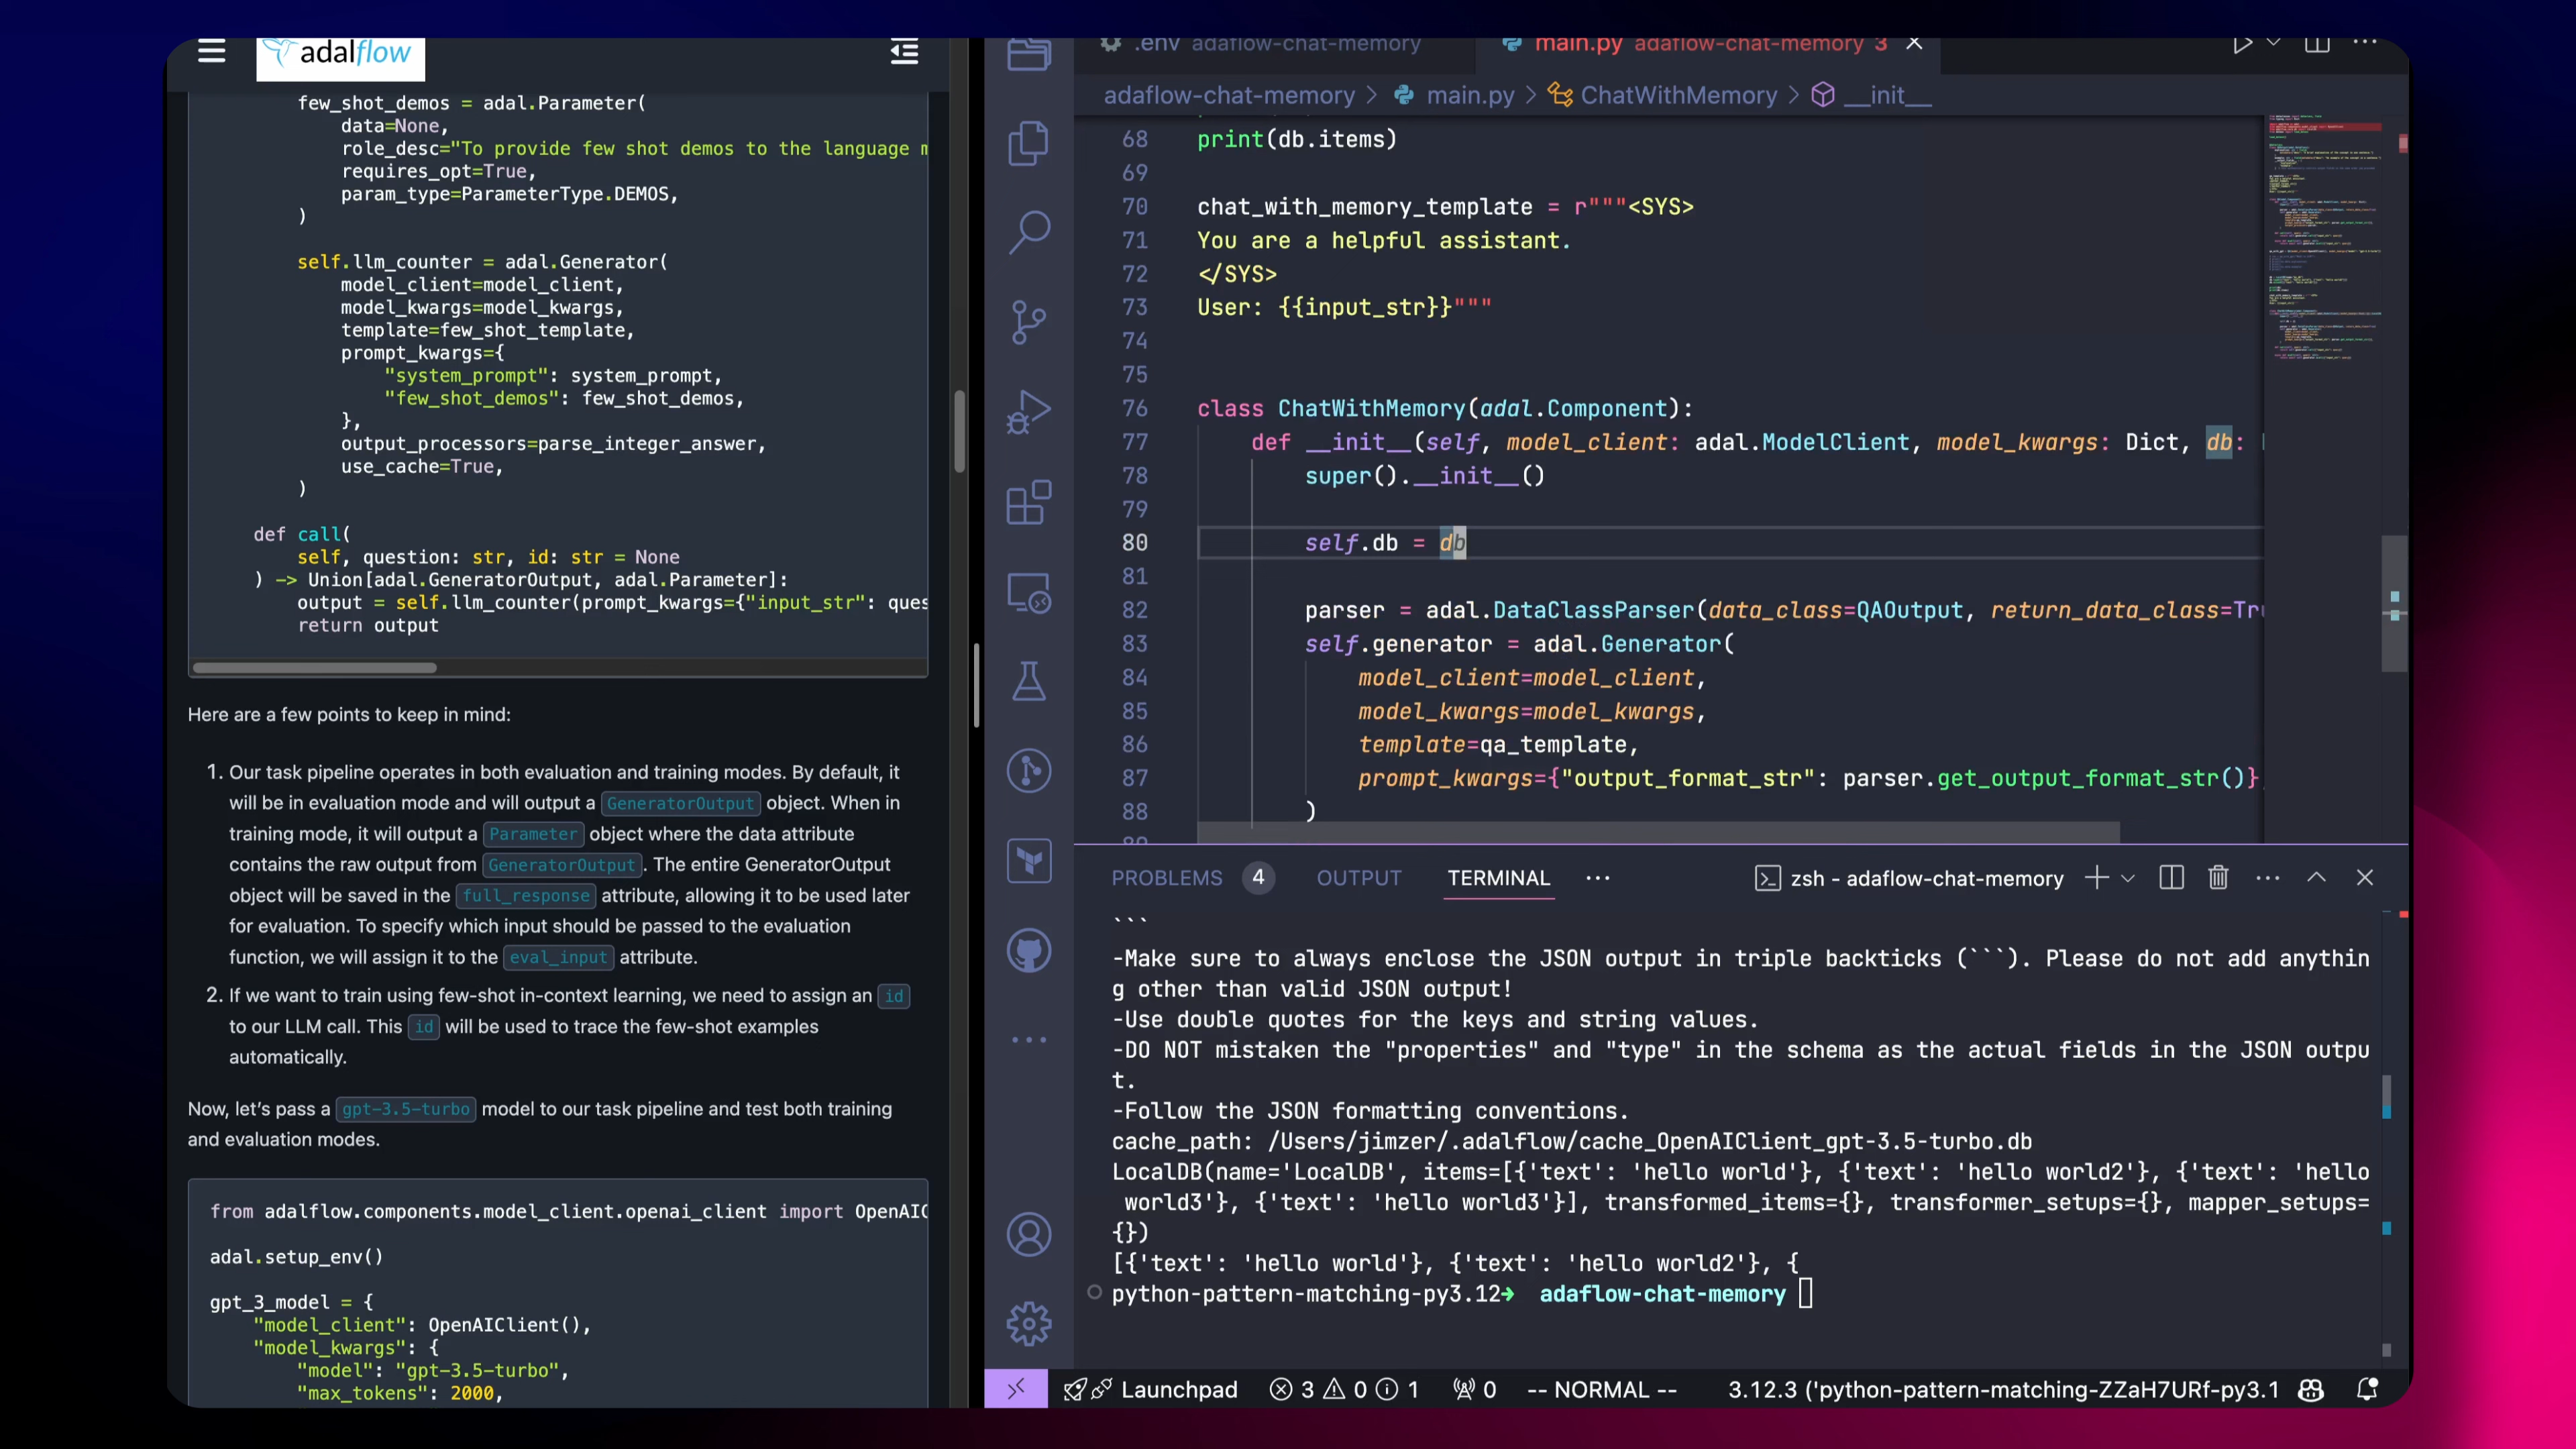 adalflow
few_shot_demos = adal.Parameter(
data=None,
role_desc="To provide few shot demos to the language
requires_opt=True,
param_type=ParameterType.DEMOS,
)
self.llm_counter = adal.Generator(
model_client=model_client,
model_kwargs=model_kwargs,
template=few_shot_template,
prompt_kwargs={
"system_prompt": system_prompt,
"few_shot_demos": few_shot_demos,
},
output_processors=parse_integer_answer,
use_cache=True,
)
def call(
self, question: str, id: str = None
) -> Union[adal.GeneratorOutput, adal.Parameter]:
output = self.llm_counter(prompt_kwargs={"input_str": ques
return output
Here are a few points to keep in mind:
1. Our task pipeline operates in both evaluation and training modes. By default, it
will be in evaluation mode and will output a GeneratorOutput object. When in
training mode, it will output a Parameter object where the data attribute
contains the raw output from GeneratorOutput. The entire GeneratorOutput
object will be saved in the full_response attribute, allowing it to be used later
for evaluation. To specify which input should be passed to the evaluation
function, we will assign it to the eval_input attribute.
2. If we want to train using few-shot in-context learning, we need to assign an id
to our LLM call. This id will be used to trace the few-shot examples
automatically.
Now, let's pass a gpt-3.5-turbo model to our task pipeline and test both training
and evaluation modes.
from adalflow.components.model_client.openai_client import OpenAIC
adal.setup_env()
gpt_3_model = {
"model_client": OpenAIClient(),
"model_kwargs": {
"model": "gpt-3.5-turbo",
"max_tokens": 2000,
.env adaflow-chat-memory
main.py adaflow-chat-memory 3
adaflow-chat-memory > main.py > ChatWithMemory > __init__
68 print(db.items)
69
70 chat_with_memory_template = r"""<SYS>
71 You are a helpful assistant.
72 </SYS>
73 User: {{input_str}}"""
74
75
76 class ChatWithMemory(adal.Component):
77 def __init__(self, model_client: adal.ModelClient, model_kwargs: Dict, db:
78 super().__init__()
79
80 self.db = db
81
82 parser = adal.DataClassParser(data_class=QAOutput, return_data_class=Tru
83 self.generator = adal.Generator(
84 model_client=model_client,
85 model_kwargs=model_kwargs,
86 template=qa_template,
87 prompt_kwargs={"output_format_str": parser.get_output_format_str()}
88 )
PROBLEMS 4 OUTPUT TERMINAL ··· zsh - adaflow-chat-memory
```
-Make sure to always enclose the JSON output in triple backticks (```). Please do not add anythin
g other than valid JSON output!
-Use double quotes for the keys and string values.
-DO NOT mistaken the "properties" and "type" in the schema as the actual fields in the JSON outpu
t.
-Follow the JSON formatting conventions.
cache_path: /Users/jimzer/.adalflow/cache_OpenAIClient_gpt-3.5-turbo.db
LocalDB(name='LocalDB', items=[{'text': 'hello world'}, {'text': 'hello world2'}, {'text': 'hello
world3'}, {'text': 'hello world3'}], transformed_items={}, transformer_setups={}, mapper_setups=
{})
[{'text': 'hello world'}, {'text': 'hello world2'}, {
python-pattern-matching-py3.12➜ adaflow-chat-memory
Launchpad 3 0 1 0 -- NORMAL -- 3.12.3 ('python-pattern-matching-ZZaH7URf-py3.1